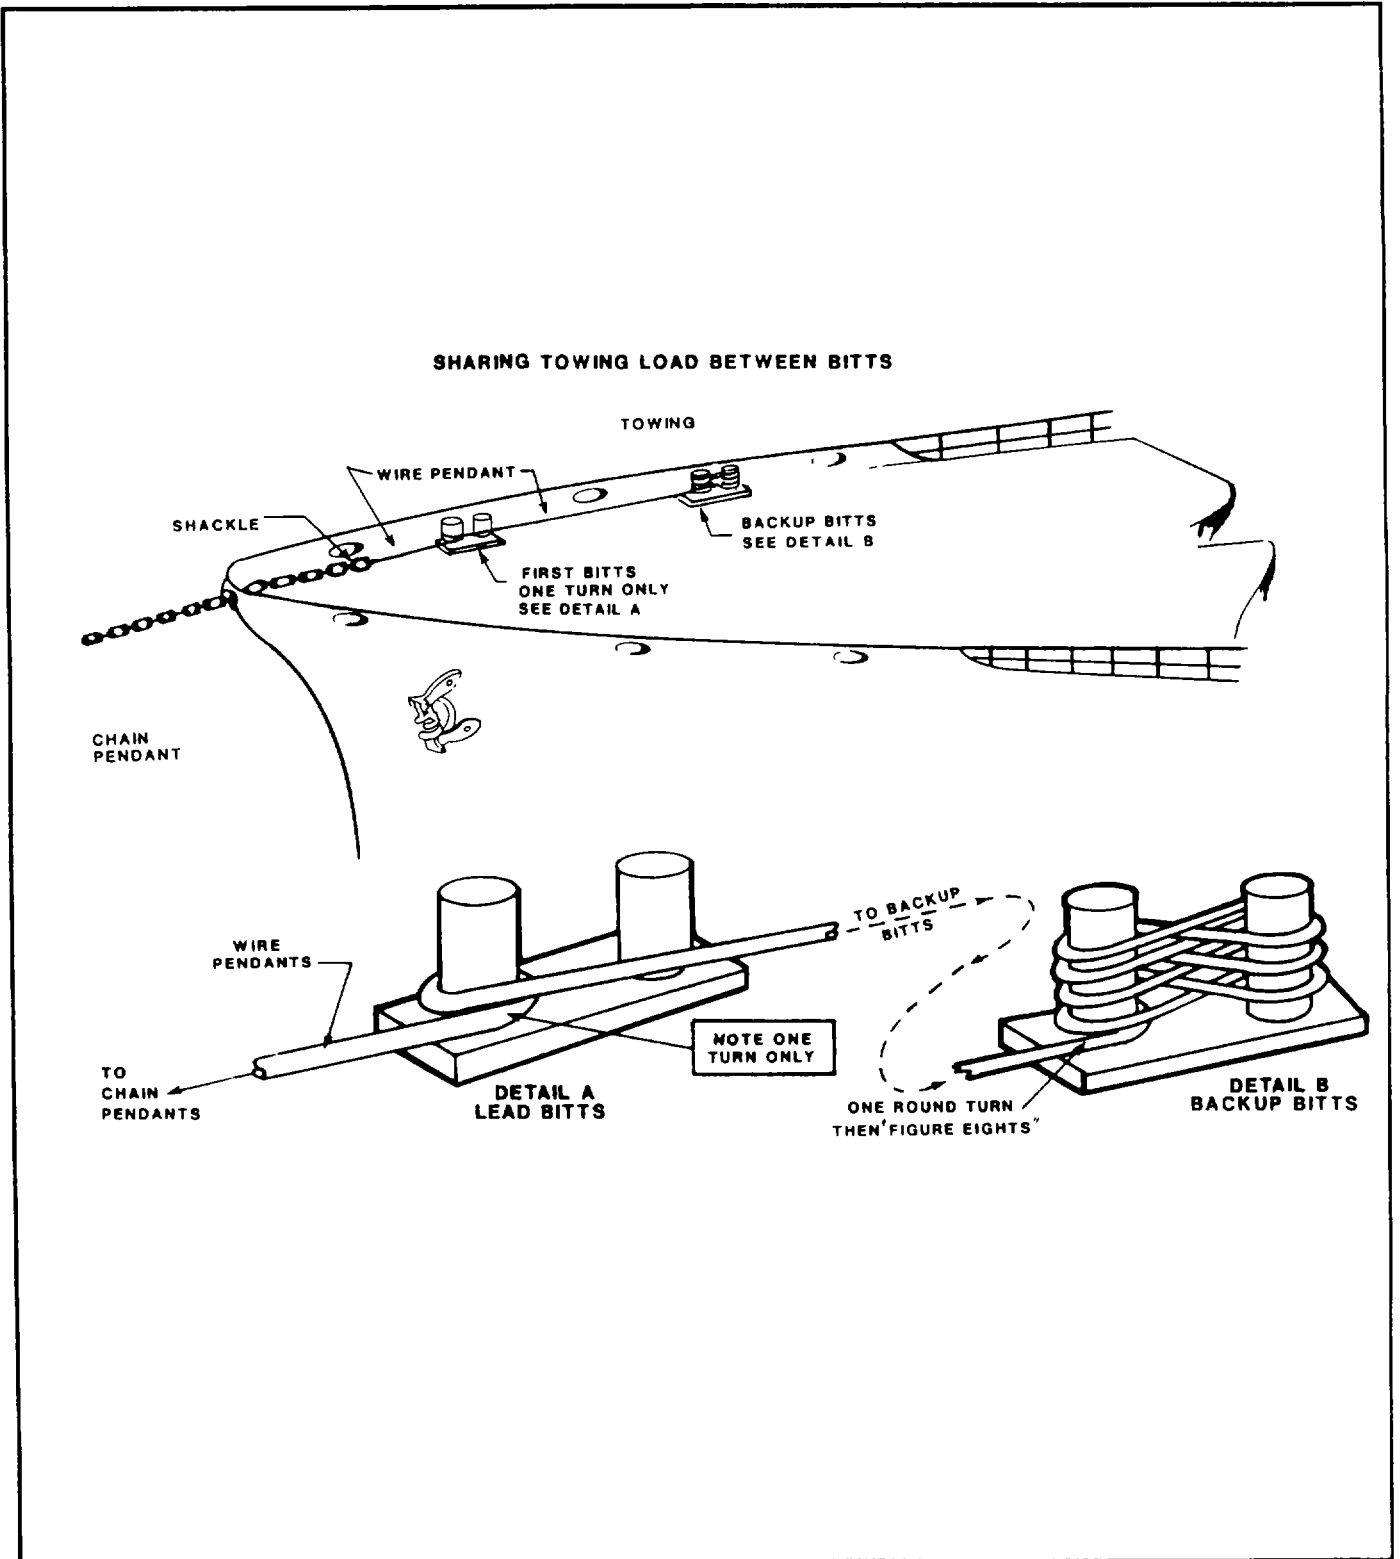 SHARING TOWING LOAD BETWEEN BITTS
TOWING
WIRE PENDANT
SHACKLE
BACKUP BITTS
SEE DETAIL B
FIRST BITTS
ONE TURN ONLY
SEE DETAIL A
CHAIN
PENDANT
WIRE
PENDANTS
TO BACKUP
BITTS
NOTE ONE
TURN ONLY
TO
CHAIN
PENDANTS
DETAIL A
LEAD BITTS
ONE ROUND TURN
THEN'FIGURE EIGHTS"
DETAIL B
BACKUP BITTS